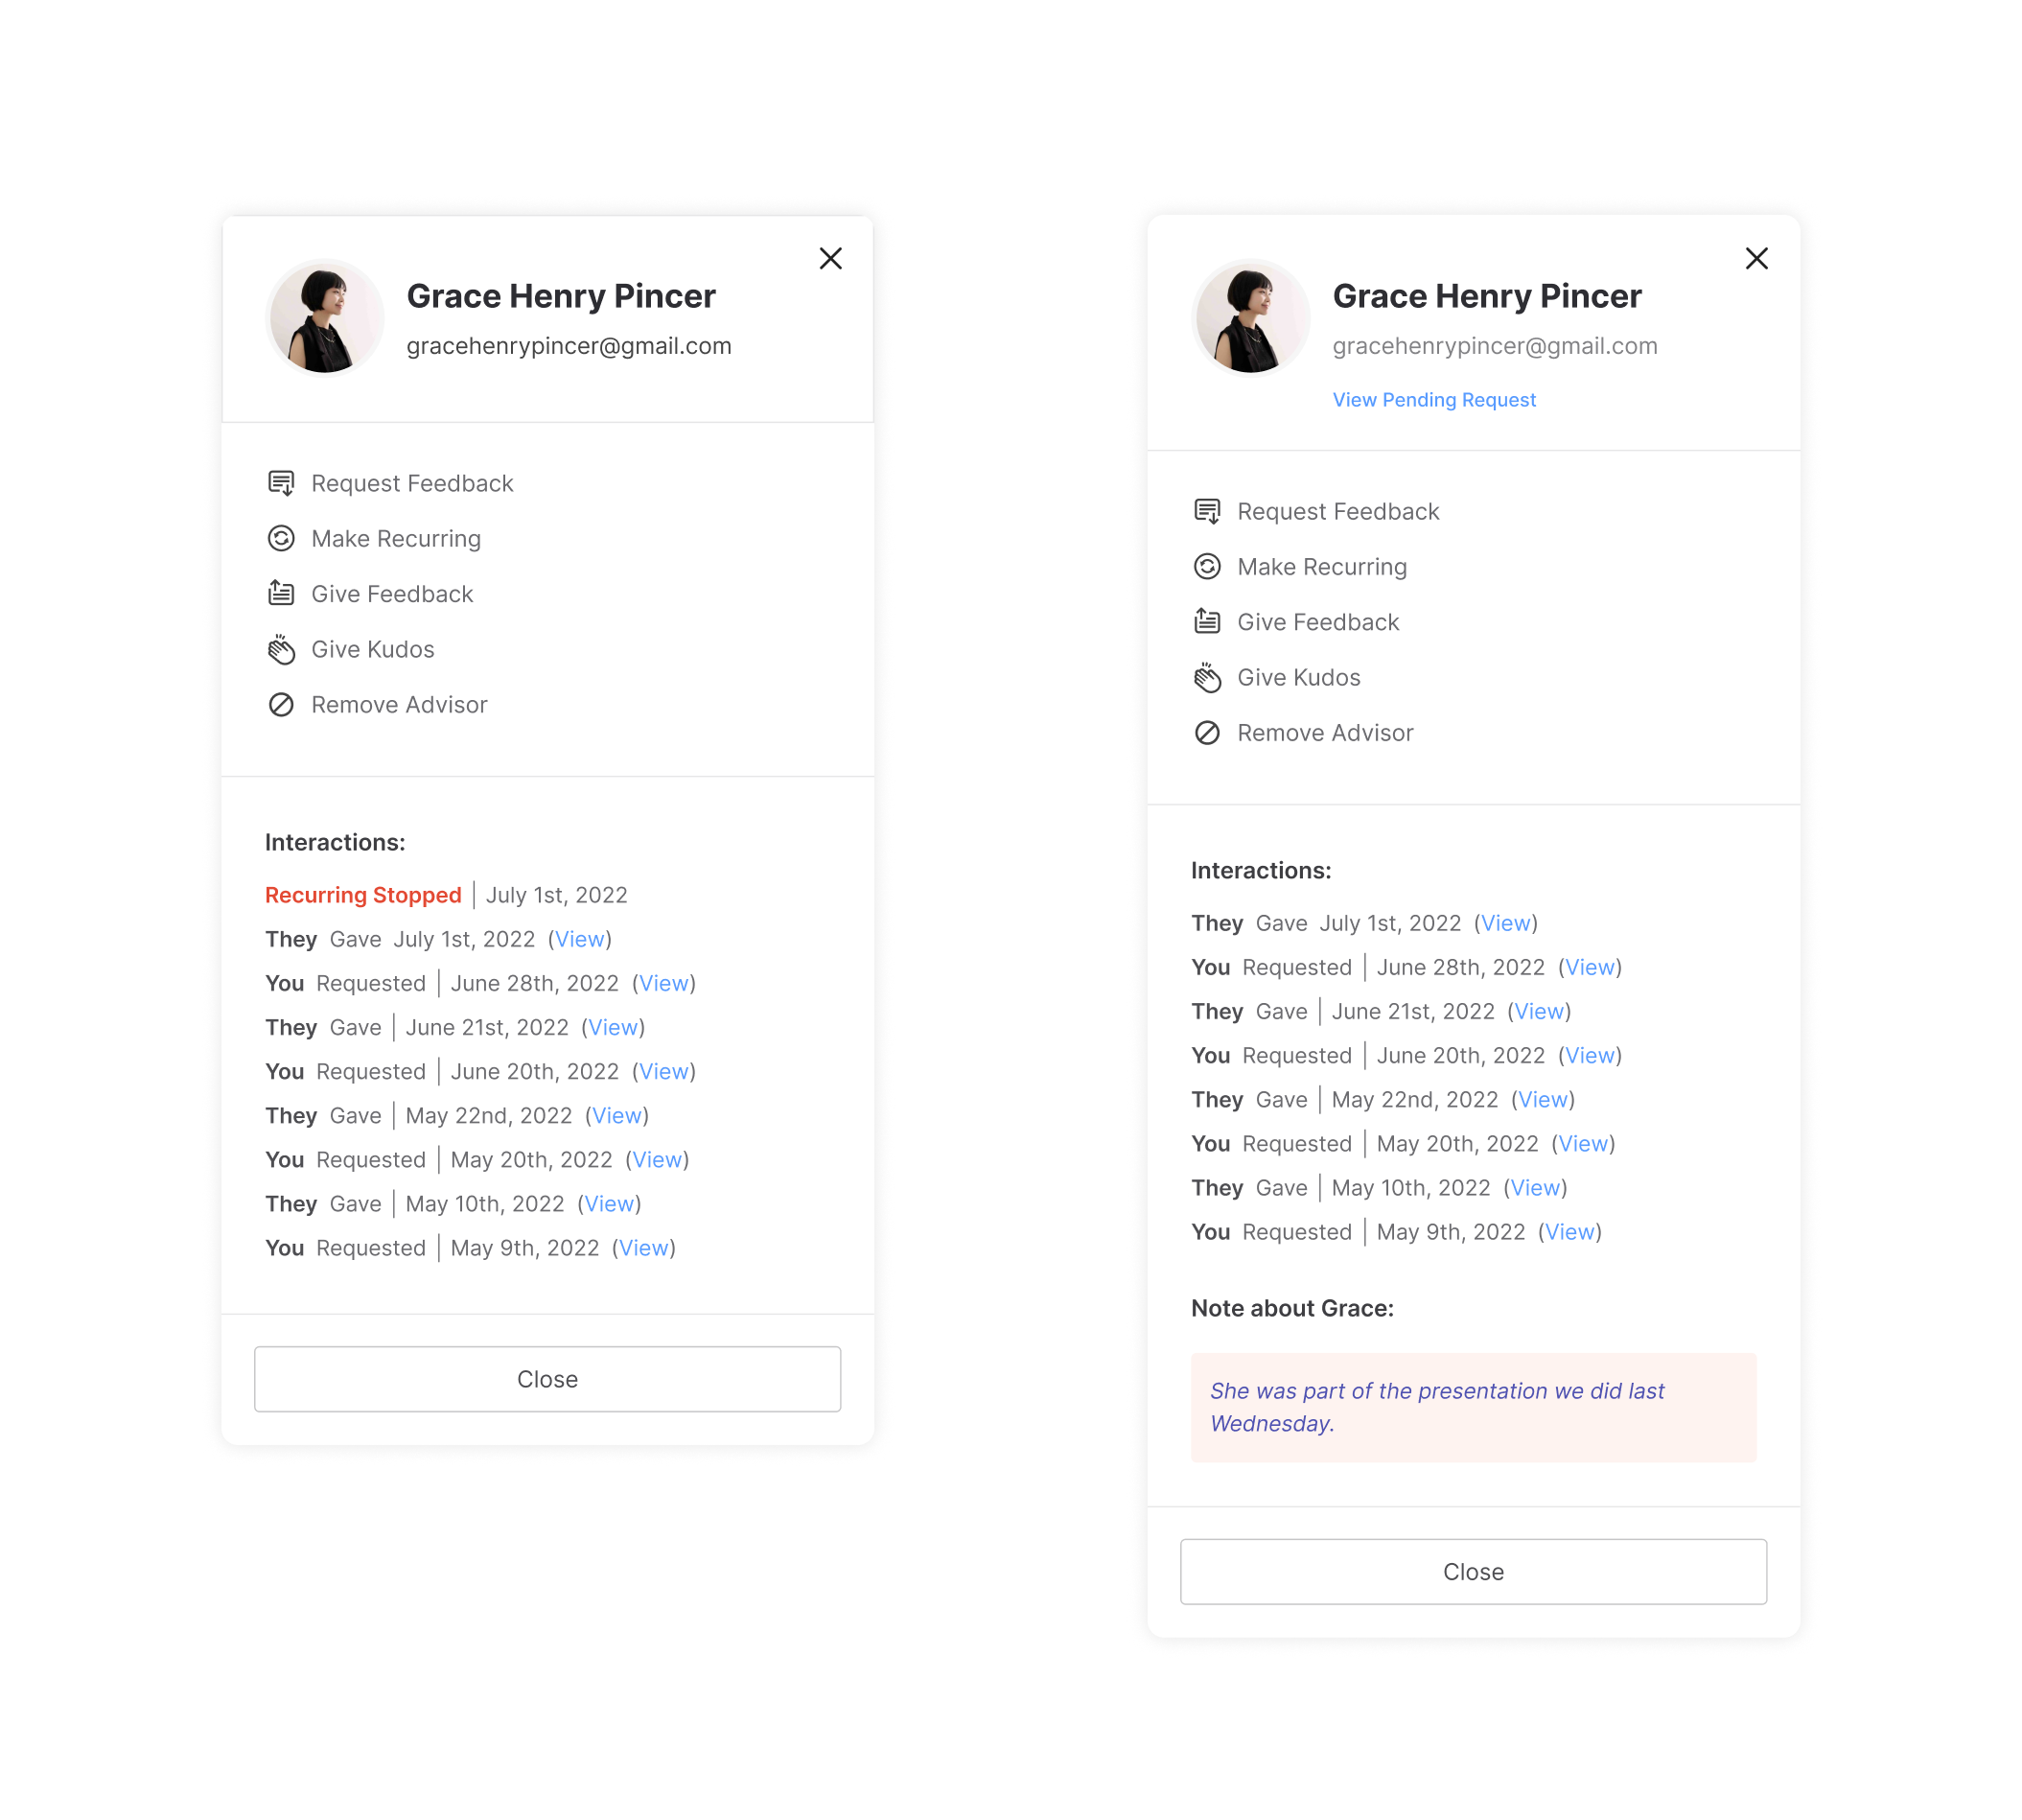 Grace Henry Pincer
gracehenrypincer@gmail.com
Request Feedback
Make Recurring
Give Feedback
Give Kudos
Remove Advisor
Interactions:
Recurring Stopped | July 1st, 2022
They Gave July 1st, 2022 (View)
You Requested | June 28th, 2022 (View)
They Gave | June 21st, 2022 (View)
You Requested | June 20th, 2022 (View)
They Gave | May 22nd, 2022 (View)
You Requested | May 20th, 2022 (View)
They Gave | May 10th, 2022 (View)
You Requested | May 9th, 2022 (View)
Close
Grace Henry Pincer
gracehenrypincer@gmail.com
View Pending Request
Request Feedback
Make Recurring
Give Feedback
Give Kudos
Remove Advisor
Interactions:
They Gave July 1st, 2022 (View)
You Requested | June 28th, 2022 (View)
They Gave | June 21st, 2022 (View)
You Requested | June 20th, 2022 (View)
They Gave | May 22nd, 2022 (View)
You Requested | May 20th, 2022 (View)
They Gave | May 10th, 2022 (View)
You Requested | May 9th, 2022 (View)
Note about Grace:
She was part of the presentation we did last
Wednesday.
Close